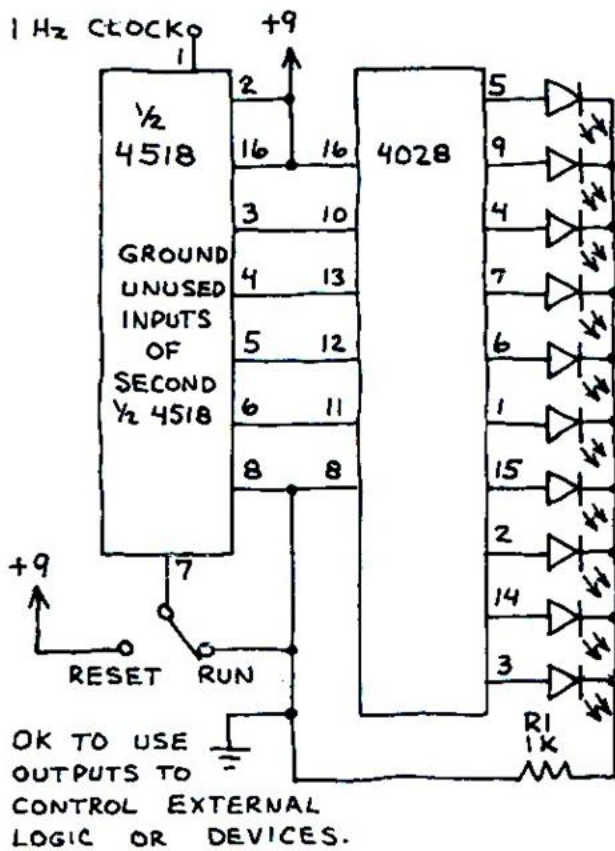 1 Hz CLOCK
+9
1
½
4518
2
16
3
4
5
6
8
7
GROUND
UNUSED
INPUTS
OF
SECOND
½ 4518
4028
16
10
13
12
11
8
5
9
4
7
6
1
15
2
14
3
+9
RESET RUN
R1
1K
OK TO USE
OUTPUTS TO
CONTROL EXTERNAL
LOGIC OR DEVICES.